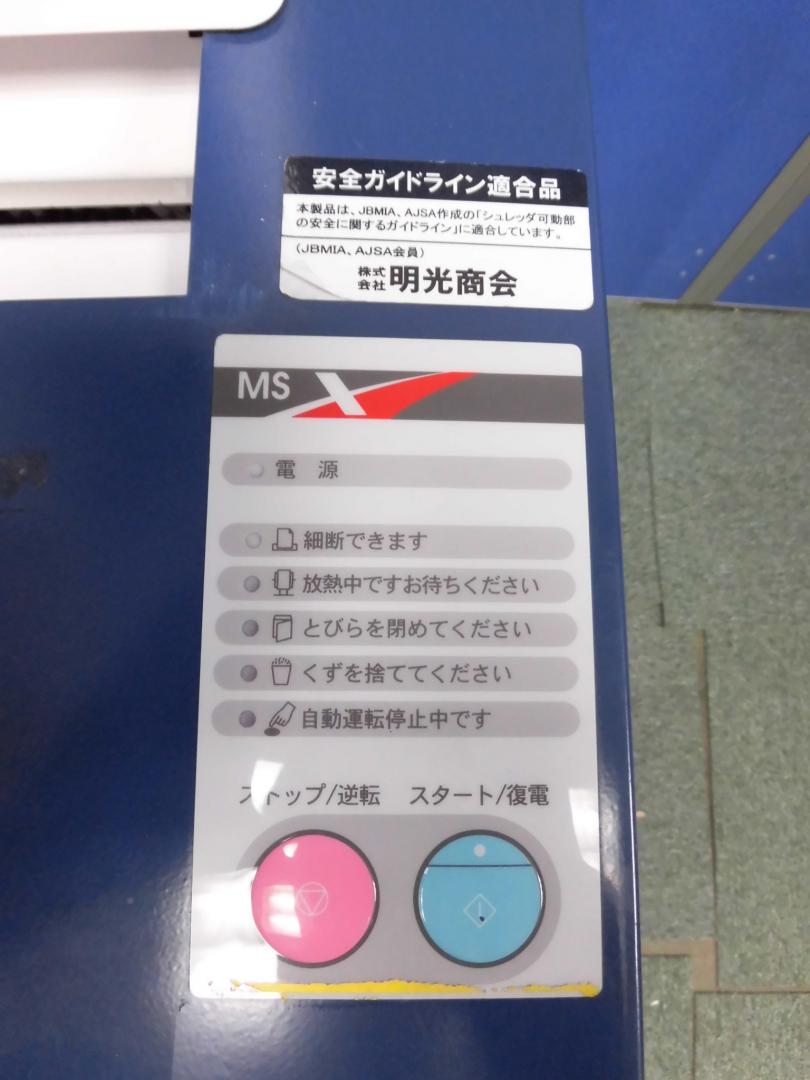 安全ガイドライン適合品
本製品は、JBMIA、AJSA作成の「シュレッダ可動部
の安全に関するガイドライン」に適合しています。
(JBMIA、AJSA会員)
株式会社 明光商会
MS X
電 源
細断できます
放熱中ですお待ちください
とびらを閉めてください
くずを捨ててください
自動運転停止中です
ストップ/逆転 スタート/復電